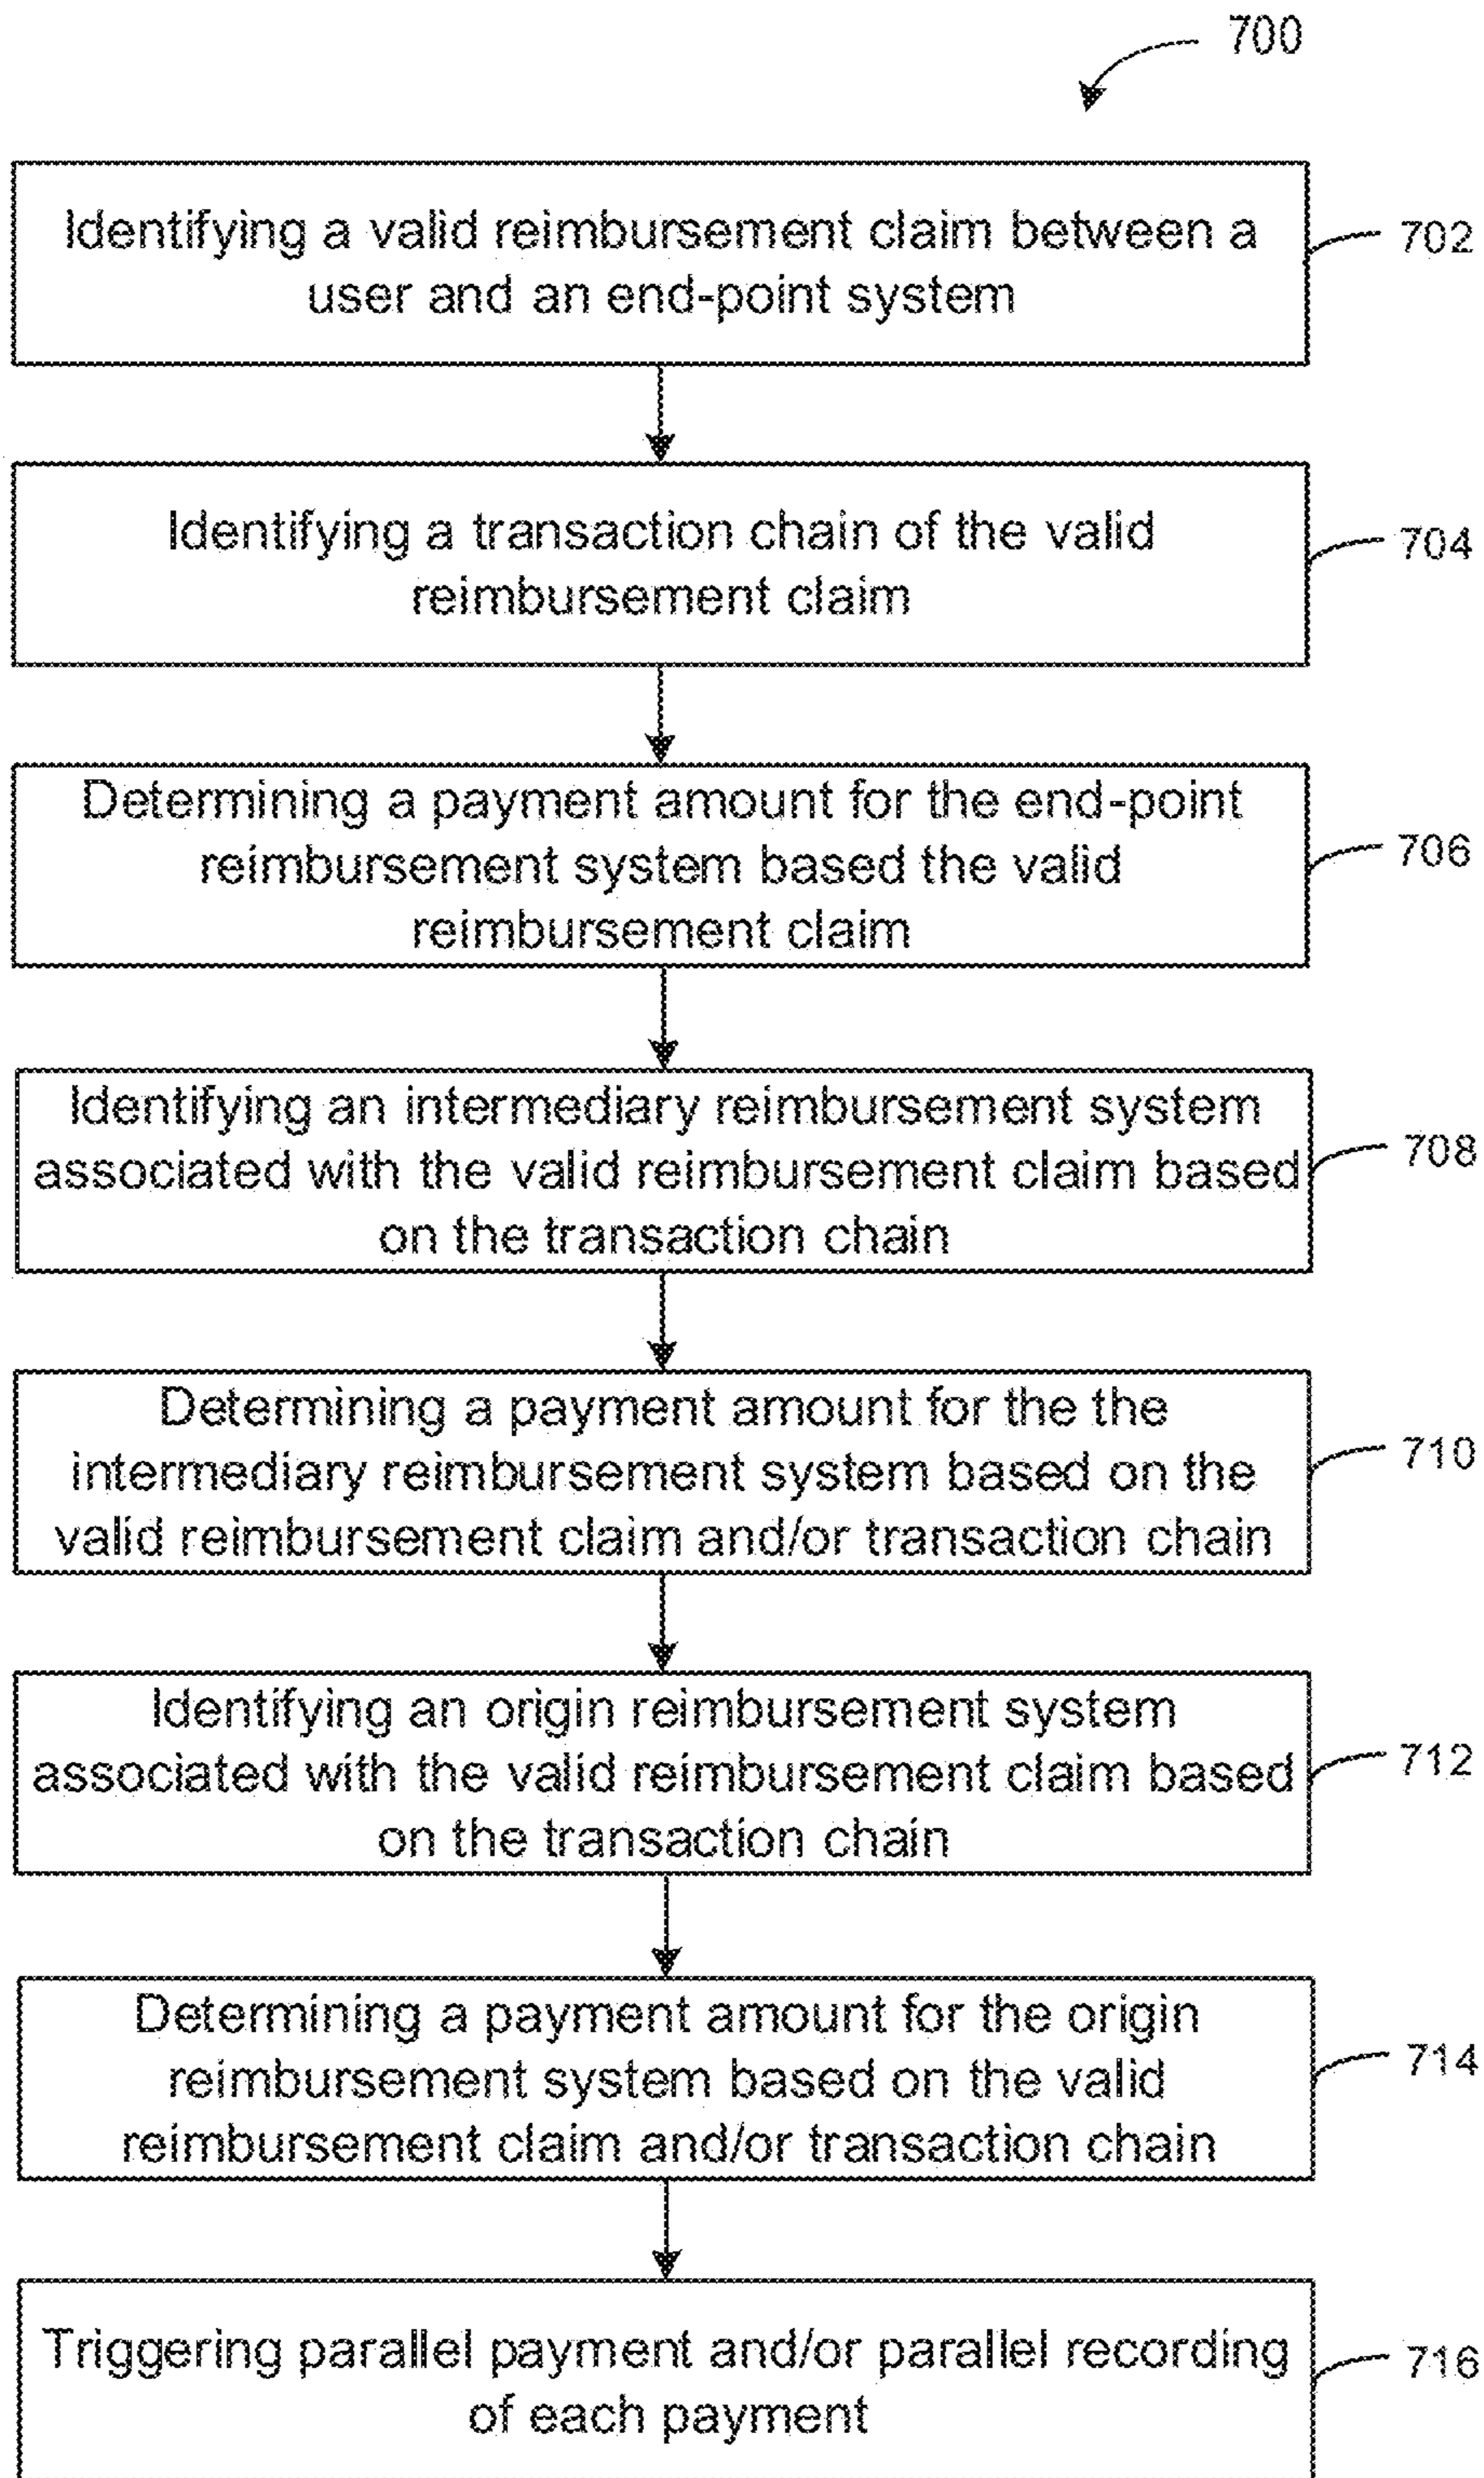 700
Identifying a valid reimbursement claim between a
user and an end-point system
702
Identifying a transaction chain of the valid
reimbursement claim
704
Determining a payment amount for the end-point
reimbursement system based the valid
reimbursement claim
706
Identifying an intermediary reimbursement system
associated with the valid reimbursement claim based
on the transaction chain
708
Determining a payment amount for the the
intermediary reimbursement system based on the
valid reimbursement claim and/or transaction chain
710
Identifying an origin reimbursement system
associated with the valid reimbursement claim based
on the transaction chain
712
Determining a payment amount for the origin
reimbursement system based on the valid
reimbursement claim and/or transaction chain
714
Triggering parallel payment and/or parallel recording
of each payment
716